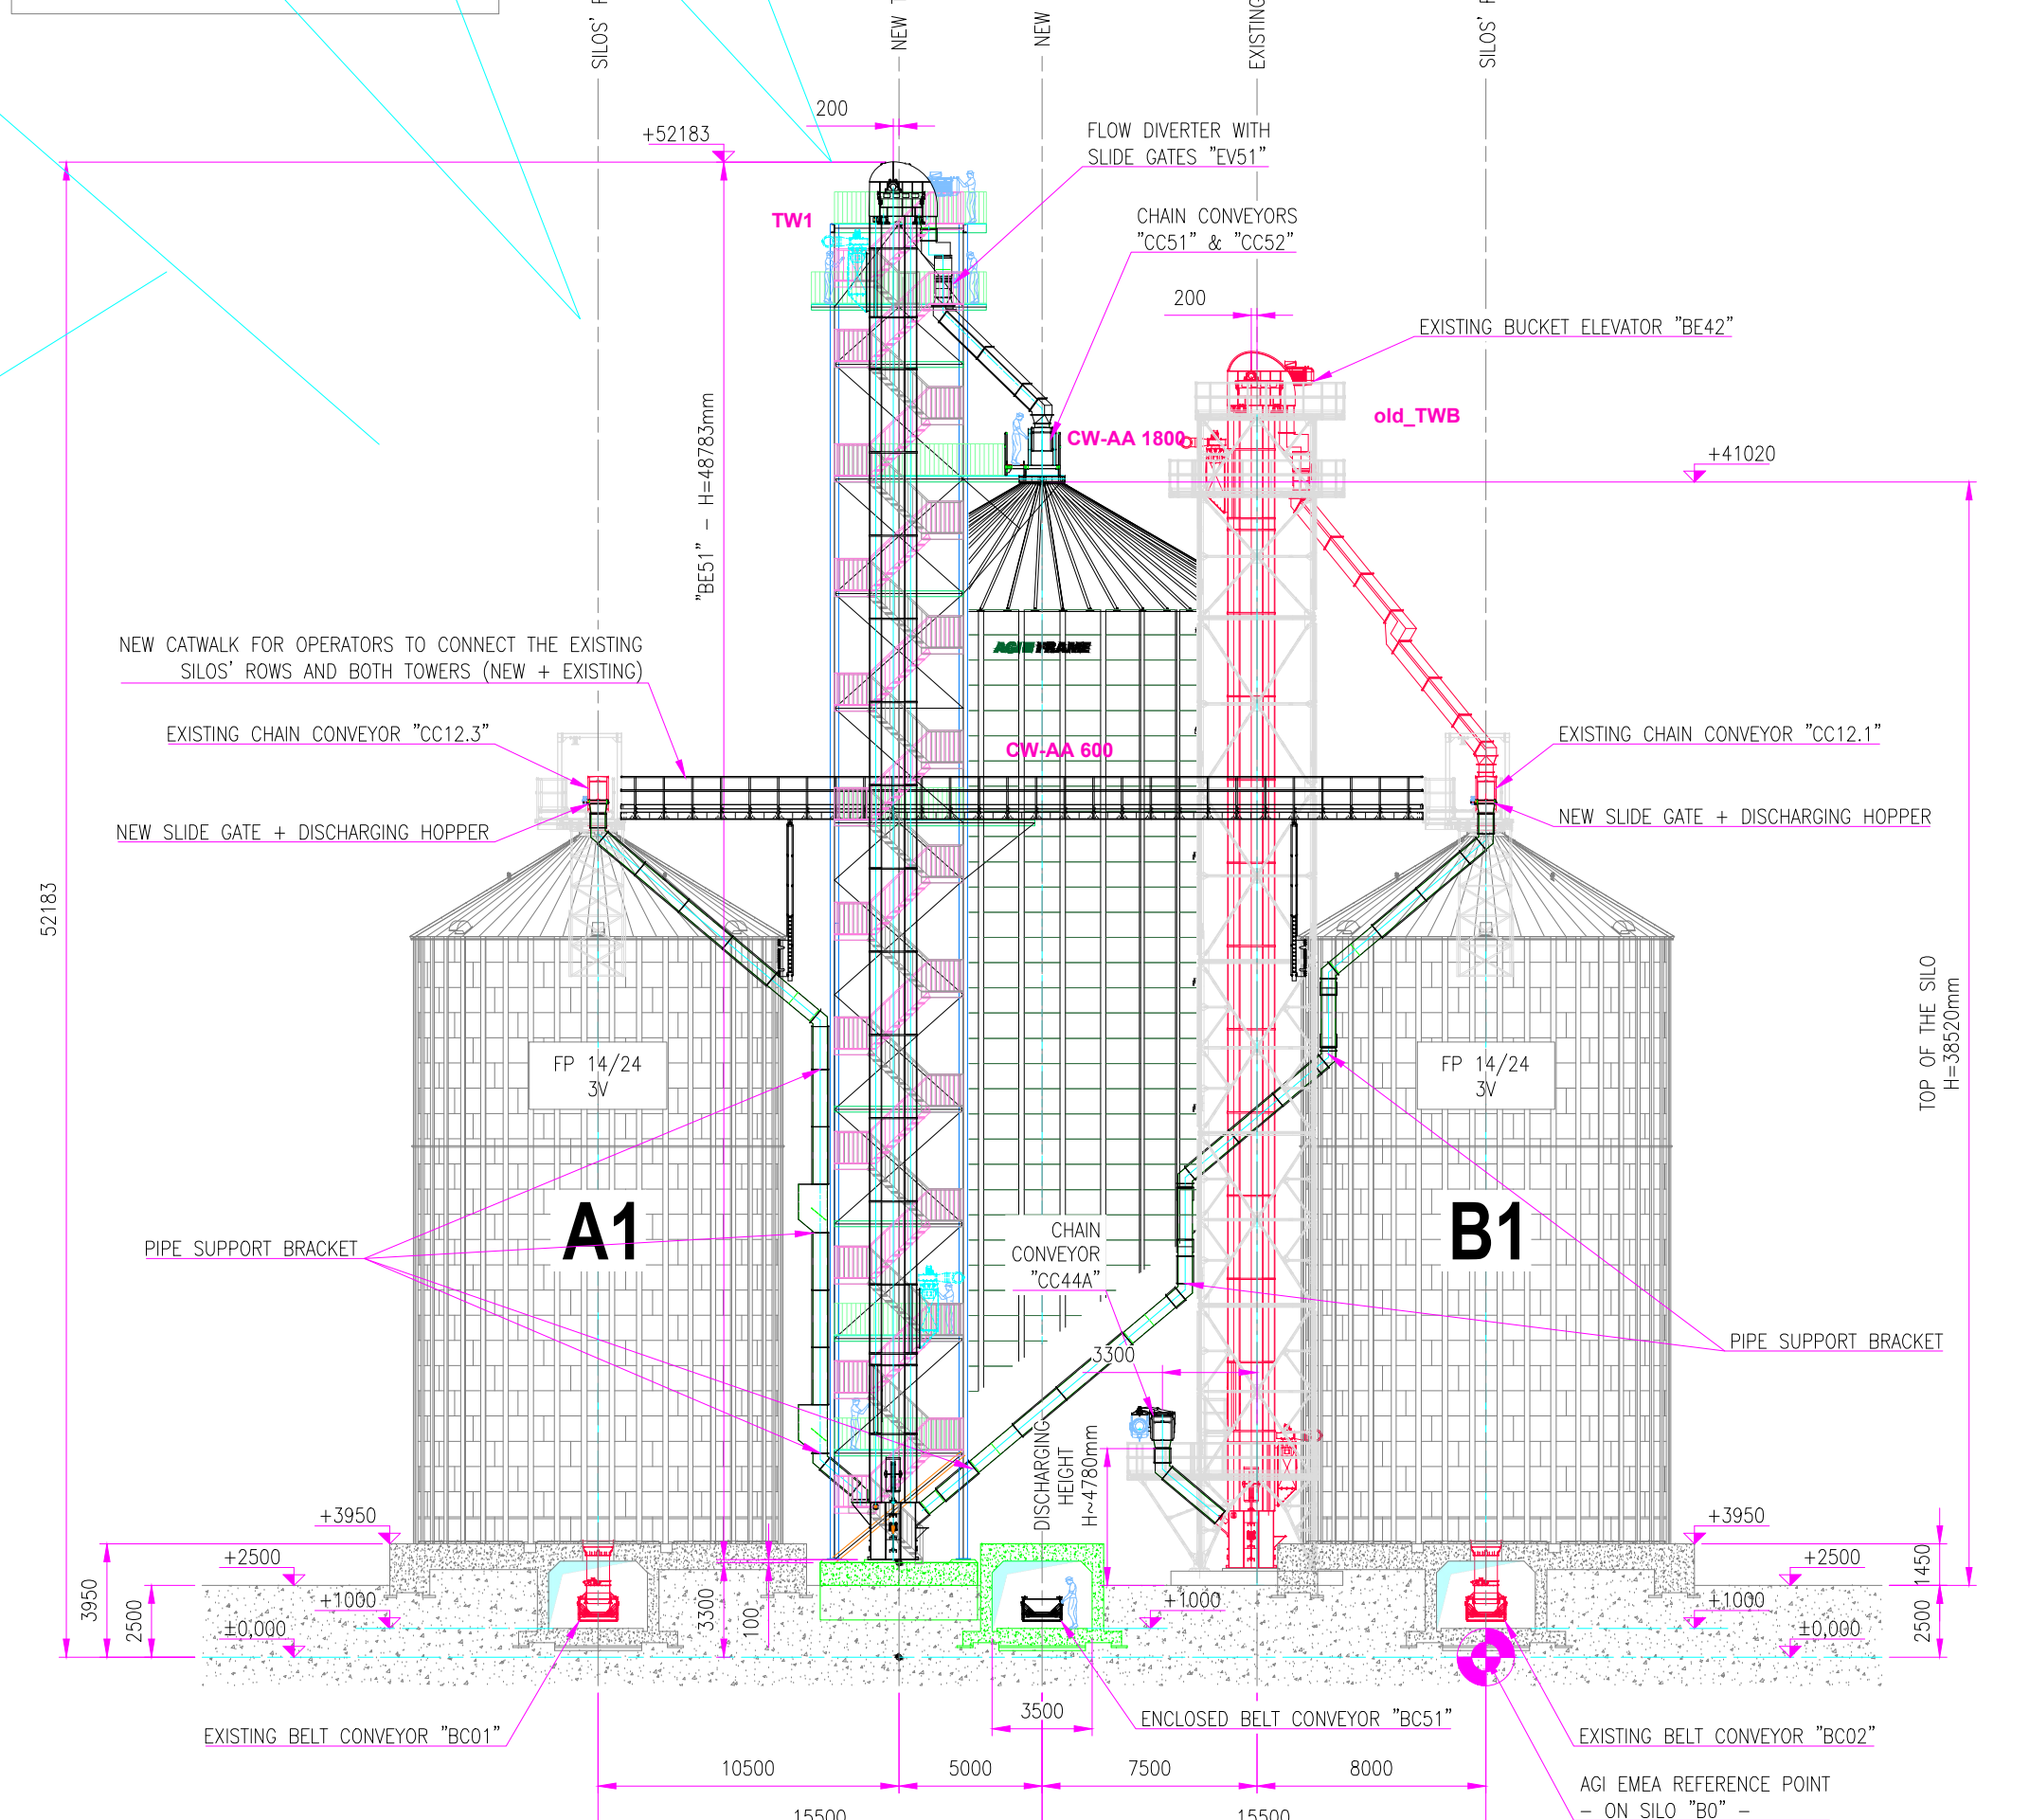 SILOS'
NEW
NEW
EXISTING
SILOS'
200
+52183
FLOW DIVERTER WITH
SLIDE GATES "EV51"
TW1
CHAIN CONVEYORS
"CC51" & "CC52"
200
EXISTING BUCKET ELEVATOR "BE42"
old_TWB
CW-AA 1800
+41020
"BE51" - H=48783mm
NEW CATWALK FOR OPERATORS TO CONNECT THE EXISTING
SILOS' ROWS AND BOTH TOWERS (NEW + EXISTING)
EXISTING CHAIN CONVEYOR "CC12.3"
NEW SLIDE GATE + DISCHARGING HOPPER
CW-AA 600
EXISTING CHAIN CONVEYOR "CC12.1"
NEW SLIDE GATE + DISCHARGING HOPPER
52183
TOP OF THE SILO
H=38520mm
FP 14/24
3V
FP 14/24
3V
A1
B1
PIPE SUPPORT BRACKET
CHAIN
CONVEYOR
"CC44A"
PIPE SUPPORT BRACKET
3300
DISCHARGING
HEIGHT
H~4780mm
+3950
+2500
+1000
±0,000
3950
2500
3300
100
+1000
+3950
+2500
+1000
±0,000
1450
2500
3500
EXISTING BELT CONVEYOR "BC01"
ENCLOSED BELT CONVEYOR "BC51"
EXISTING BELT CONVEYOR "BC02"
10500
5000
7500
8000
AGI EMEA REFERENCE POINT
- ON SILO "B0" -
15500
15500